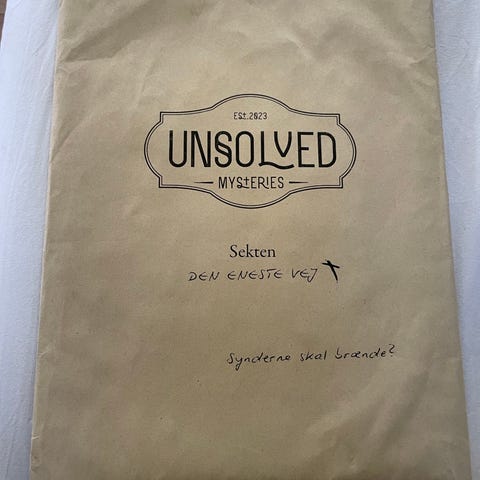 EST.2023
UNSOLVED
MYSTERIES
Sekten
DEN ENESTE VEJ
Synderne skal brænde?